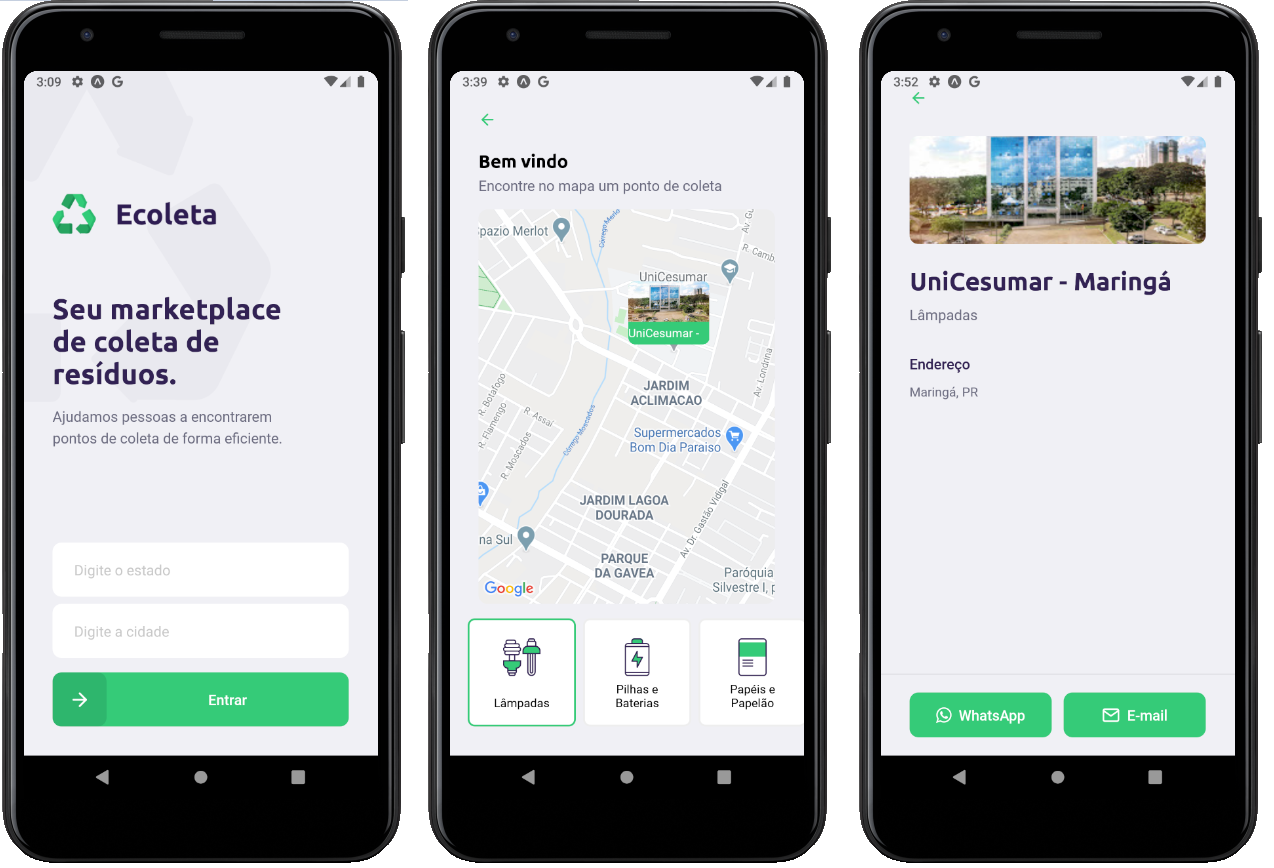 3:09
Ecoleta
Seu marketplace
de coleta de
resíduos.
Ajudamos pessoas a encontrarem
pontos de coleta de forma eficiente.
Digite o estado
Digite a cidade
Entrar
3:39
Bem vindo
Encontre no mapa um ponto de coleta
pazio Merlot
Córrego Merlo
Av. Gu
R. Camb.
UniCesumar
UniCesumar -
JARDIM
ACLIMACAO
Av. Londrina
R. Botafogo
R. Flamengo
R. Assai
R. Moscados
Córrego Moscados
Supermercados
Bom Dia Paraiso
JARDIM LAGOA
DOURADA
Av. Dr. Gastão Vidigal
na Sul
PARQUE
DA GAVEA
Paróquia
Silvestre I, p
Google
Lâmpadas
Pilhas e
Baterias
Papéis e
Papelão
3:52
UniCesumar - Maringá
Lâmpadas
Endereço
Maringá, PR
WhatsApp
E-mail